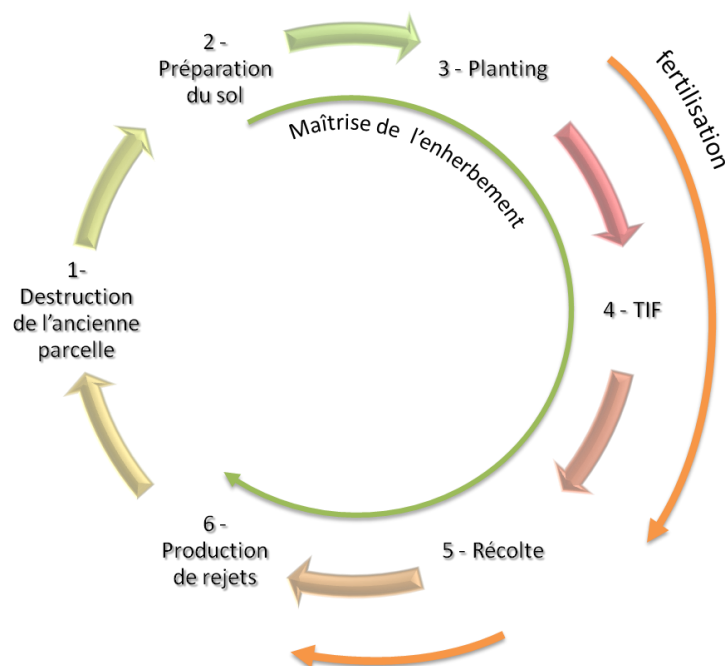 2 -
Préparation
du sol
3 - Planting
fertilisation
Maîtrise de l'enherbement
1-
Destruction
de l'ancienne
parcelle
4 - TIF
6 -
Production
de rejets
5 - Récolte